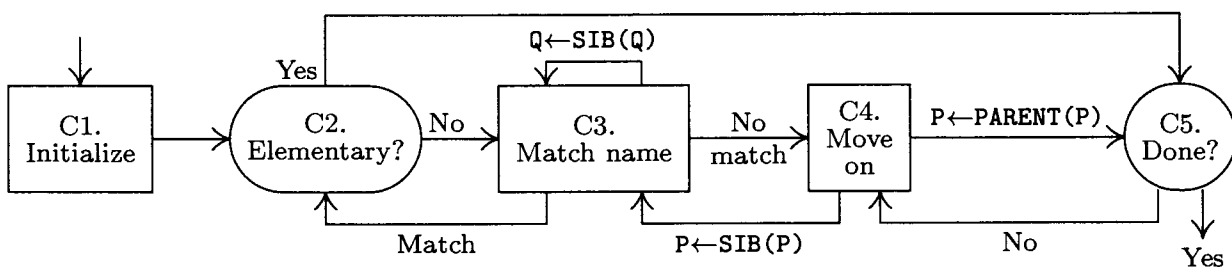 Q←SIB(Q)
Yes
C1.
Initialize
C2.
Elementary?
No
C3.
Match name
No
match
C4.
Move
on
P←PARENT(P)
C5.
Done?
Match
P←SIB(P)
No
Yes